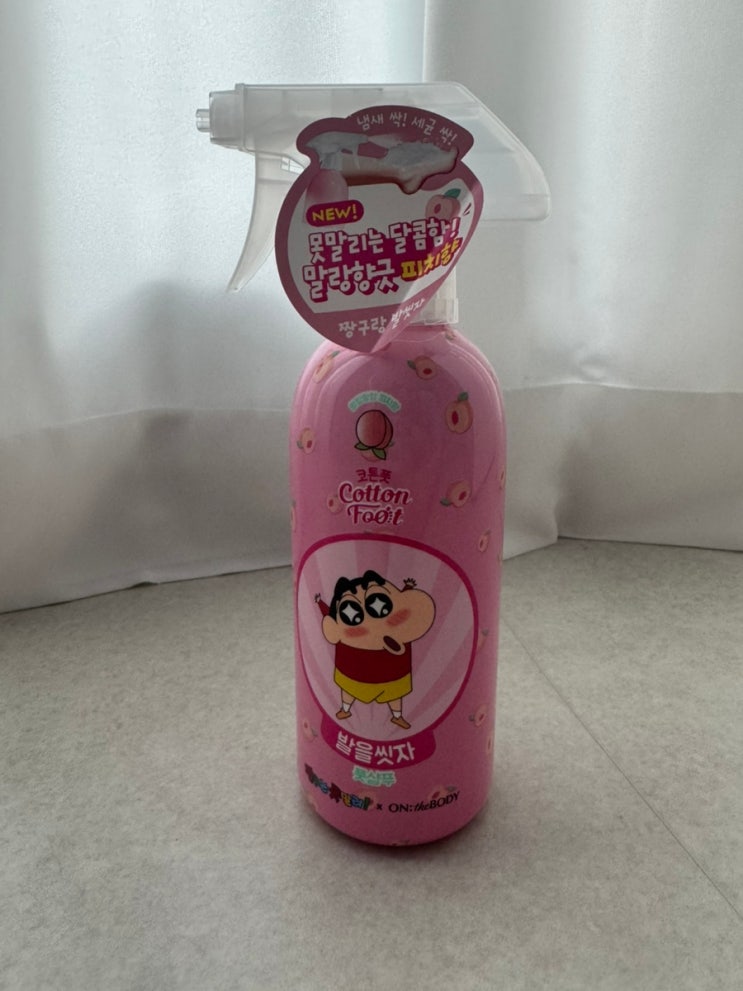 냄새 싹! 세균 싹!
NEW!
못말리는 달콤함!
말랑향긋 피치향
짱구랑 발씻자
코튼풋
Cotton
Foot
발을씻자
풋샴푸
x ON: the BODY